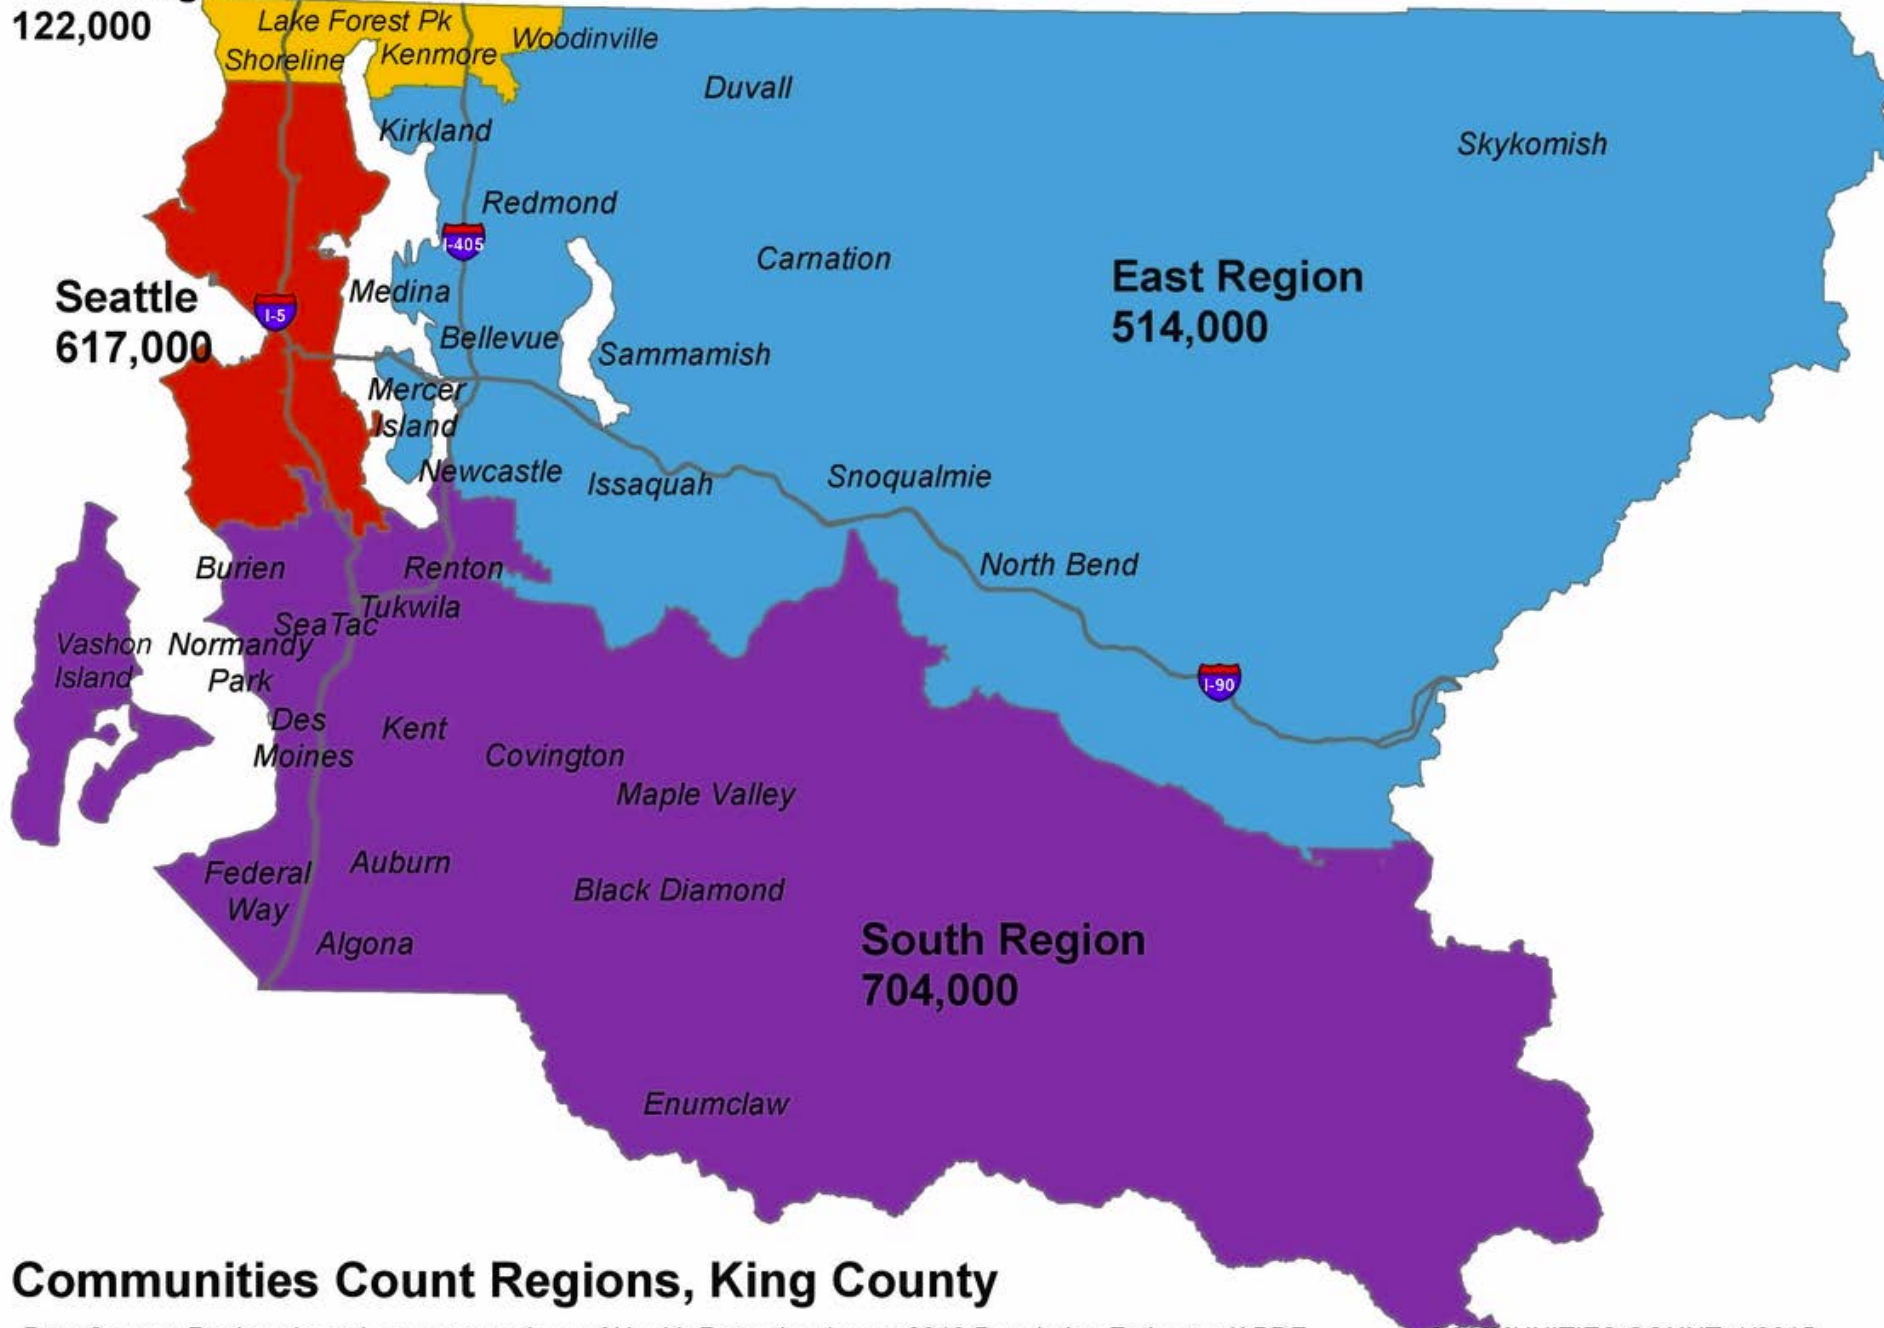 122,000
Lake Forest Pk
Shoreline
Kenmore
Woodinville
Duvall
Skykomish
Kirkland
Redmond
I-405
Carnation
East Region
514,000
Seattle
617,000
I-5
Medina
Bellevue
Sammamish
Mercer
Island
Newcastle
Issaquah
Snoqualmie
North Bend
Burien
Renton
Tukwila
SeaTac
Vashon
Island
Normandy
Park
I-90
Des
Moines
Kent
Covington
Maple Valley
Federal
Way
Auburn
Black Diamond
Algona
South Region
704,000
Enumclaw
Communities Count Regions, King County